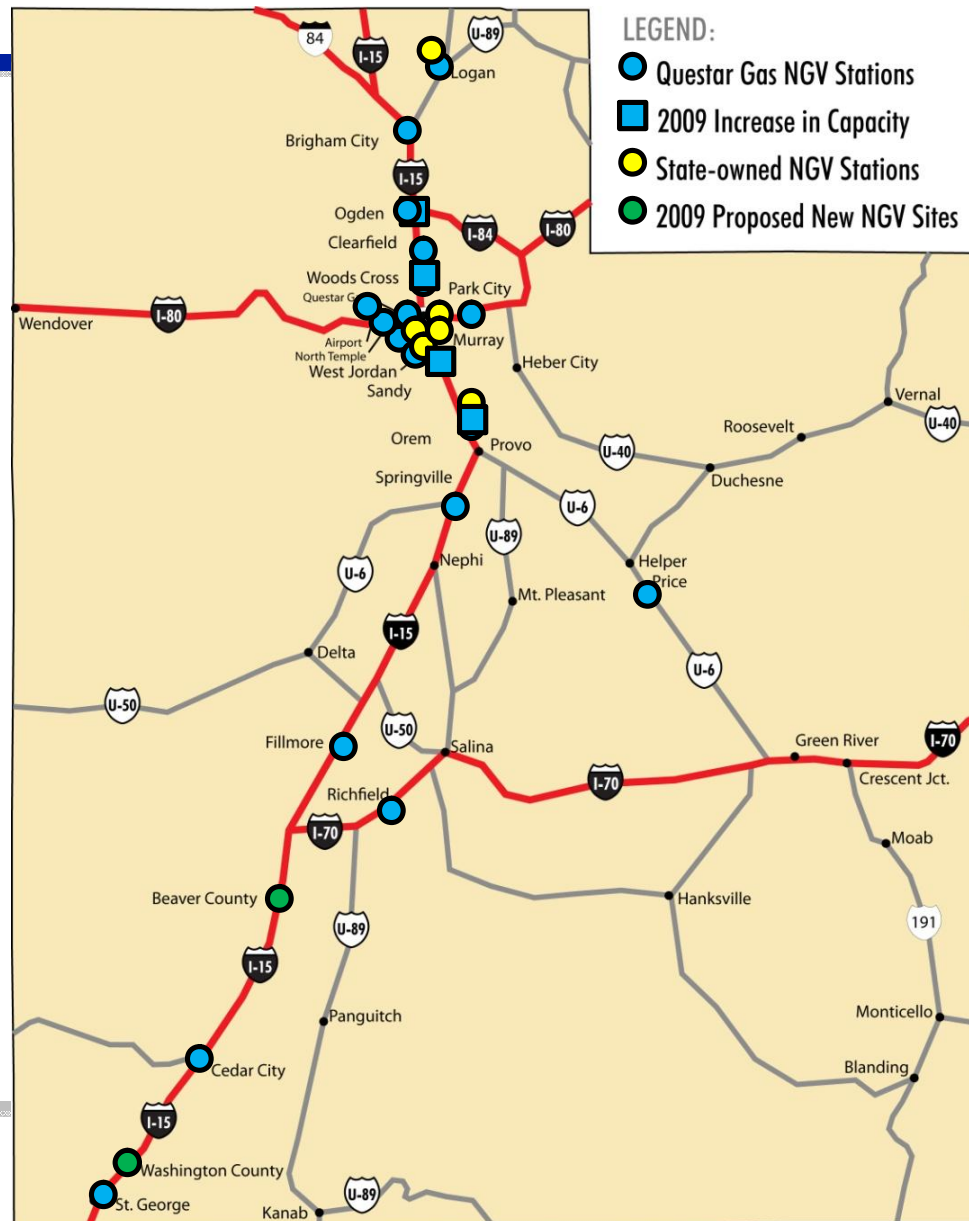 LEGEND:
Questar Gas NGV Stations
2009 Increase in Capacity
State-owned NGV Stations
2009 Proposed New NGV Sites
84
I-15
U-89
Logan
Brigham City
I-15
Ogden
I-84
I-80
Clearfield
Woods Cross
Park City
Questar G
I-80
Wendover
Airport
North Temple
Murray
West Jordan
Sandy
Heber City
Vernal
Roosevelt
U-40
Orem
Provo
U-40
Duchesne
Springville
U-6
U-89
Nephi
Helper
Price
U-6
Mt. Pleasant
I-15
Delta
U-6
U-50
U-50
Fillmore
Salina
Green River
I-70
Crescent Jct.
I-70
Richfield
I-70
Moab
Beaver County
Hanksville
191
U-89
I-15
Panguitch
Monticello
Cedar City
Blanding
I-15
Washington County
St. George
U-89
Kanab